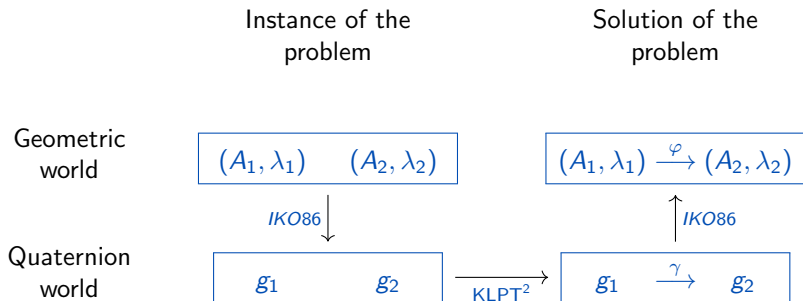 Instance of the problem
Solution of the problem
Geometric world
(A₁, λ₁) (A₂, λ₂)
(A₁, λ₁) φ→ (A₂, λ₂)
IKO86
IKO86
Quaternion world
g₁ g₂
KLPT²
g₁ γ→ g₂